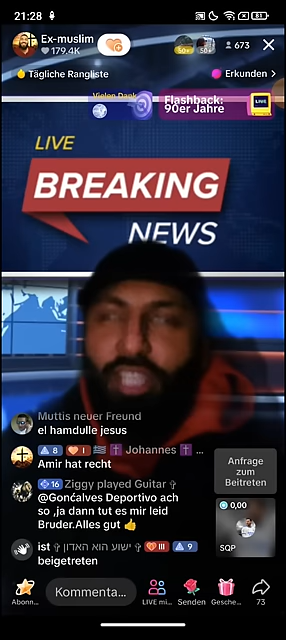 21:28
81
Ex-muslim
179.4K
673
Tägliche Rangliste
Erkunden
Vielen Dank
Flashback:
90er Jahre
LIVE
LIVE
BREAKING
NEWS
Muttis neuer Freund
el hamdulle jesus
8 I Johannes ...
Amir hat recht
16 Ziggy played Guitar
@Gonćalves Deportivo ach
so ,ja dann tut es mir leid
Bruder.Alles gut
ist ישוע הוא האדון III 9
beigetreten
Anfrage
zum
Beitreten
0,00
SQP
Kommenta...
Abonn...
LIVE mi...
Senden
Gesche...
73